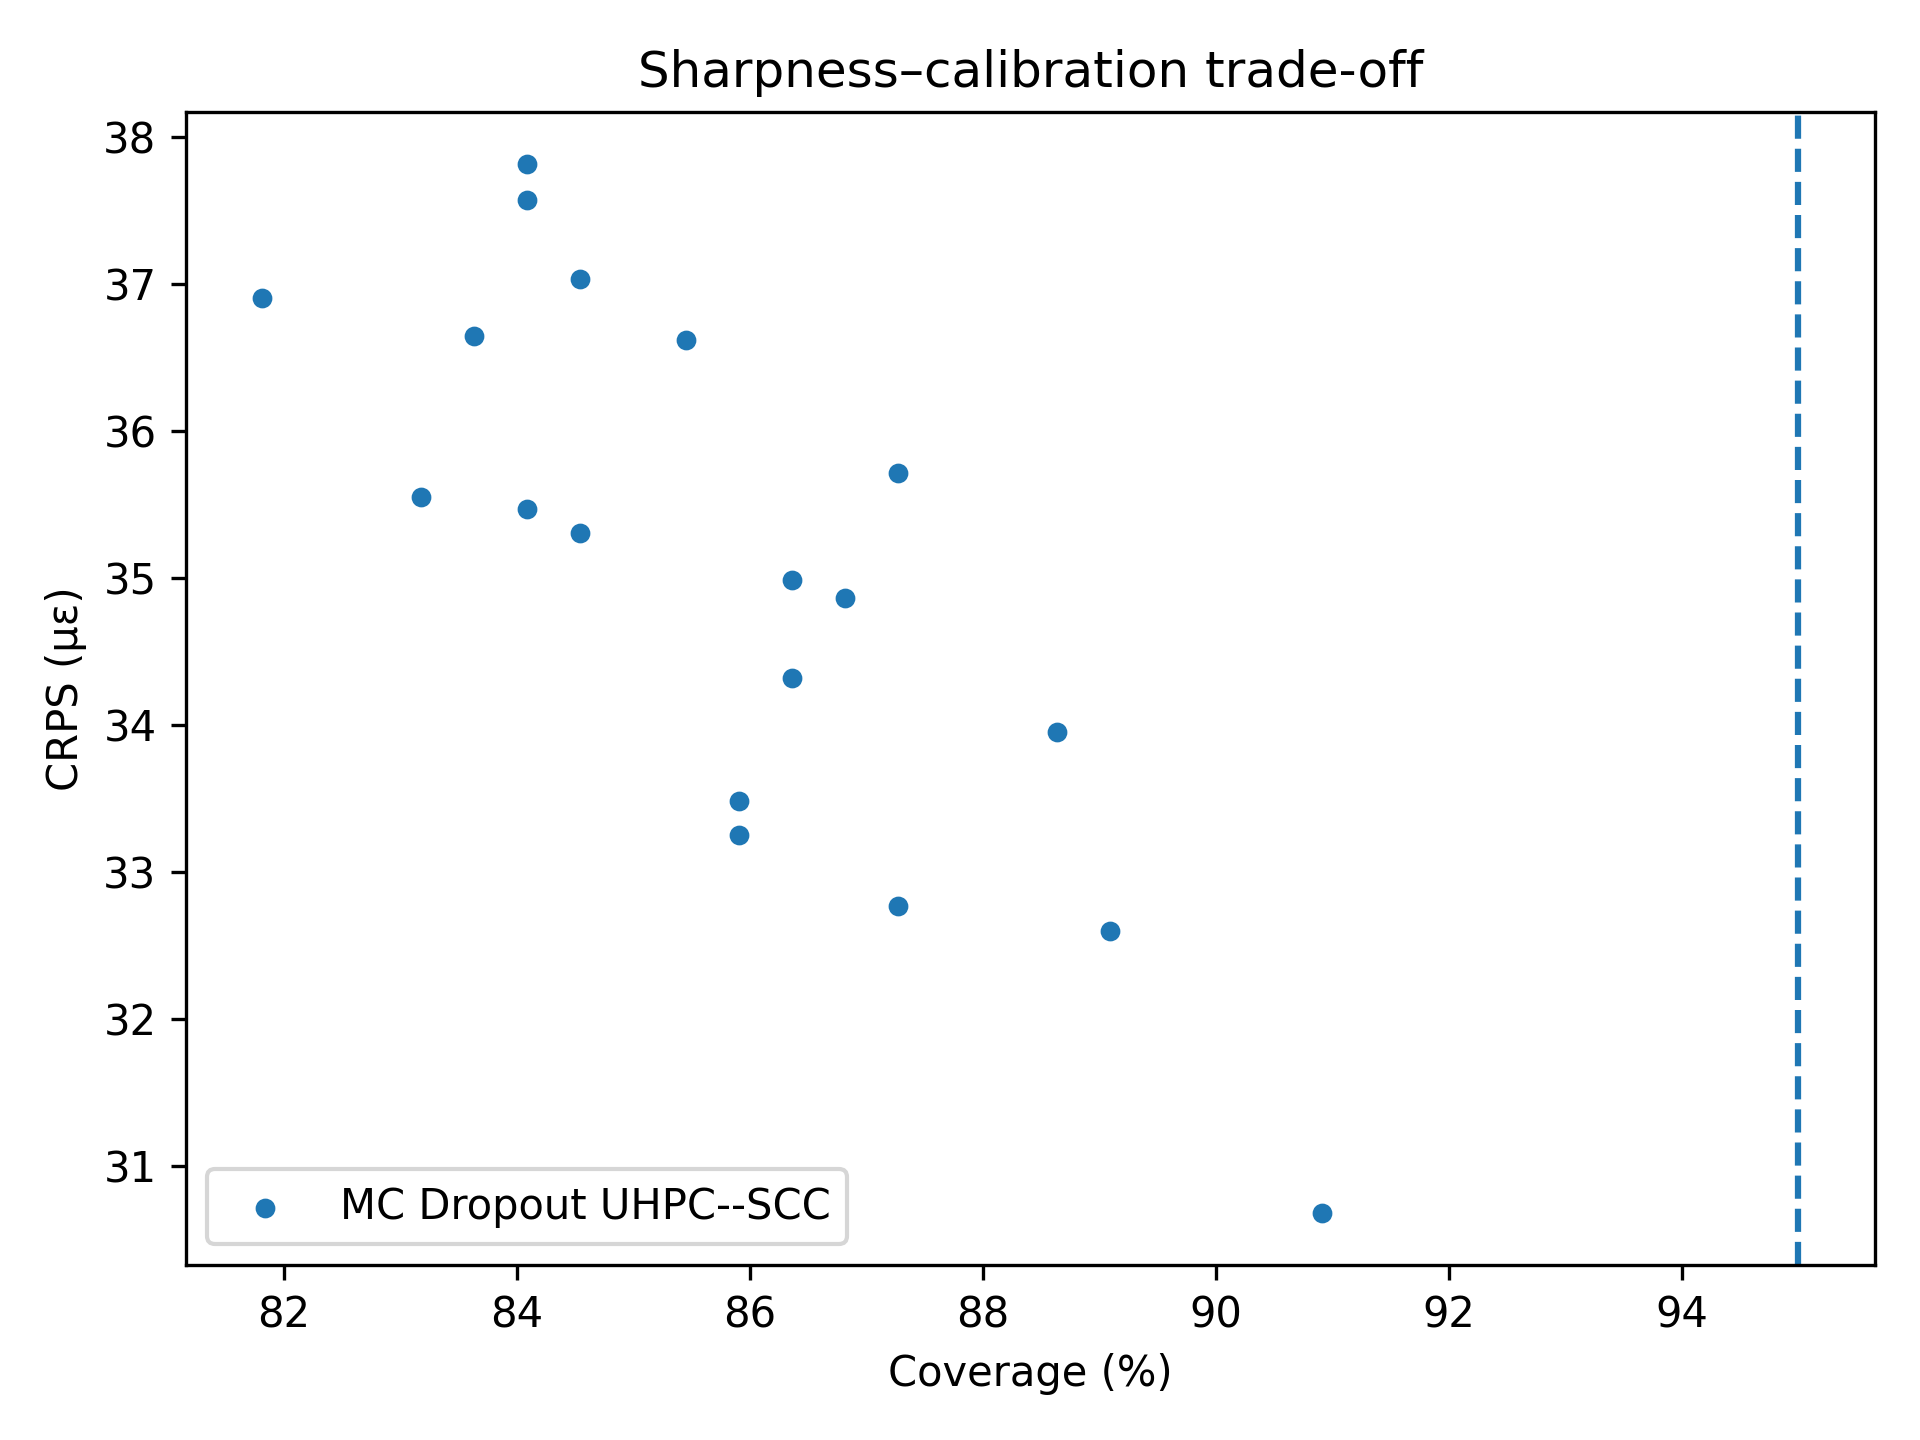 Sharpness–calibration trade-off
38
37
36
35
34
33
32
31
CRPS (με)
MC Dropout UHPC--SCC
82 84 86 88 90 92 94
Coverage (%)